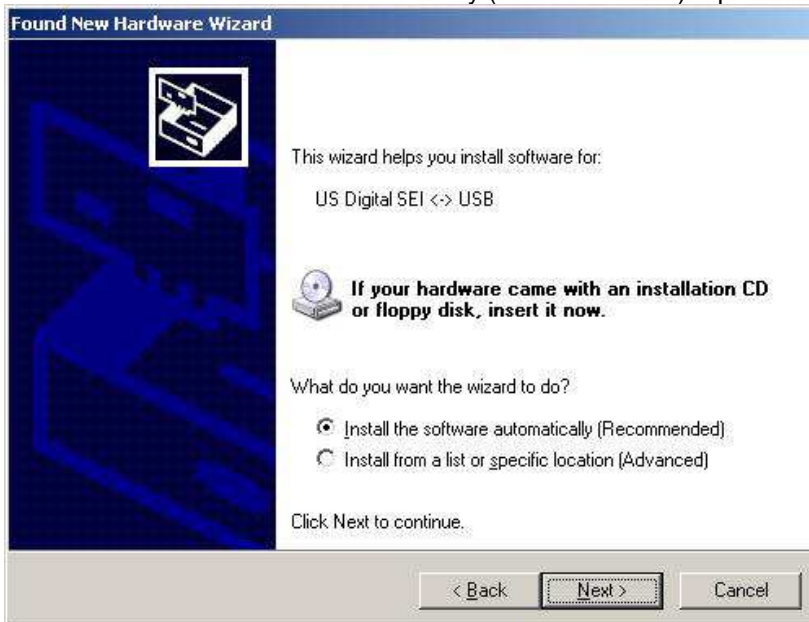 Found New Hardware Wizard
This wizard helps you install software for:
US Digital SEI <-> USB
If your hardware came with an installation CD
or floppy disk, insert it now.
What do you want the wizard to do?
Install the software automatically (Recommended)
Install from a list or specific location (Advanced)
Click Next to continue.
< Back
Next >
Cancel